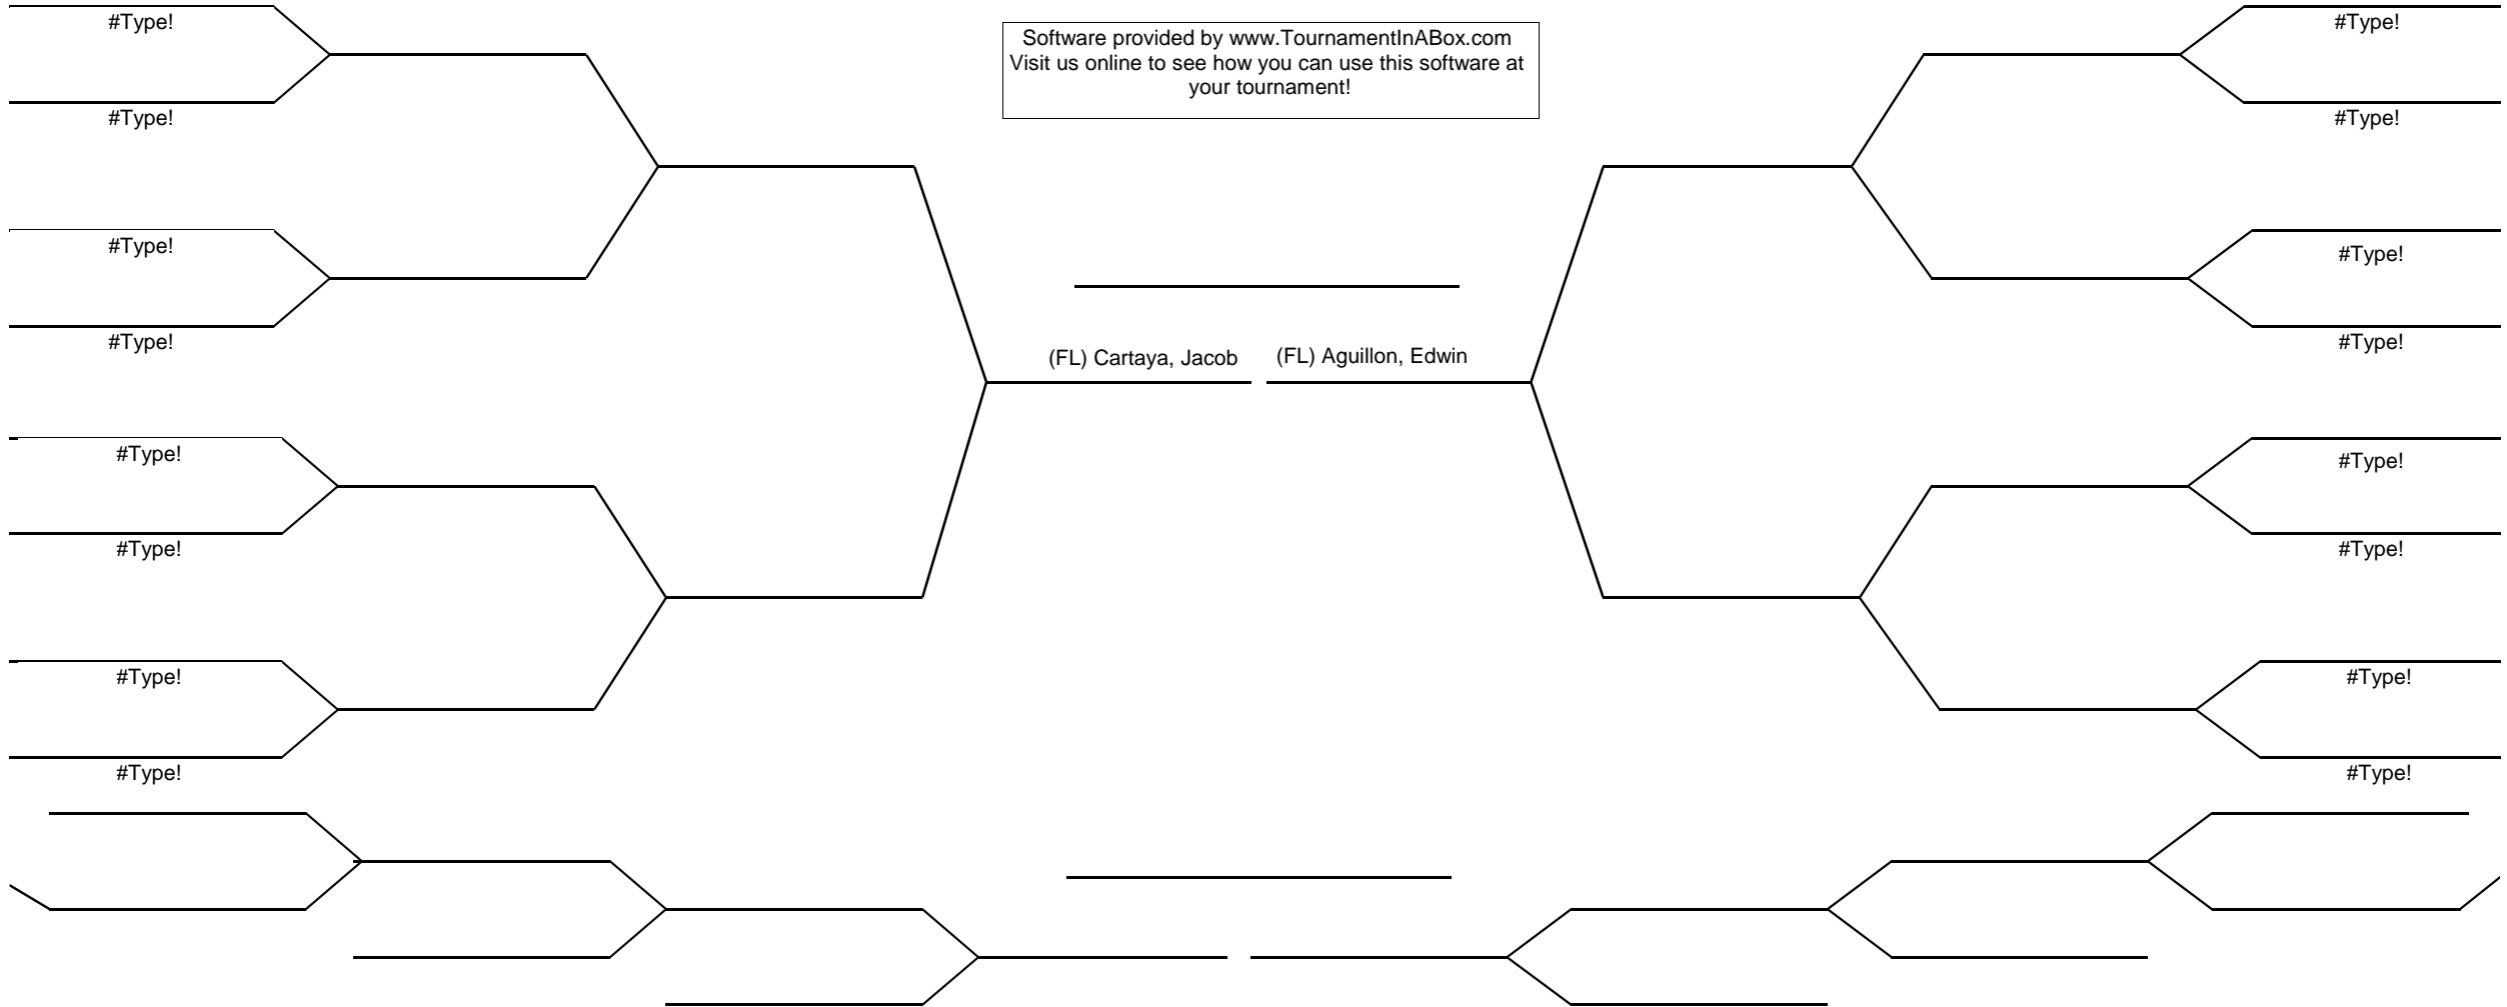 #Type!
#Type!
Software provided by www.TournamentInABox.com
Visit us online to see how you can use this software at
your tournament!
#Type!
#Type!
#Type!
#Type!
#Type!
#Type!
(FL) Cartaya, Jacob
(FL) Aguillon, Edwin
#Type!
#Type!
#Type!
#Type!
#Type!
#Type!
#Type!
#Type!